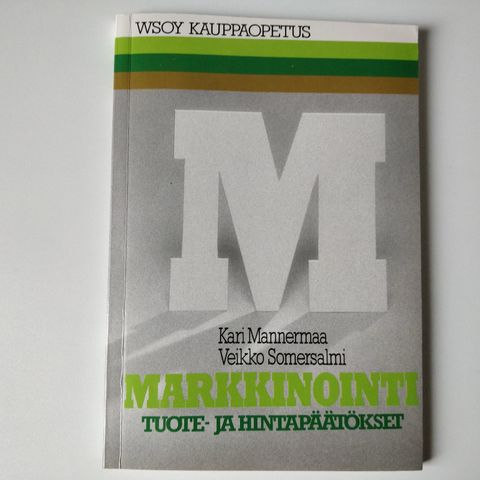 WSOY KAUPPAOPETUS
M
Kari Mannermaa
Veikko Somersalmi
MARKKINOINTI
TUOTE- JA HINTAPÄÄTÖKSET